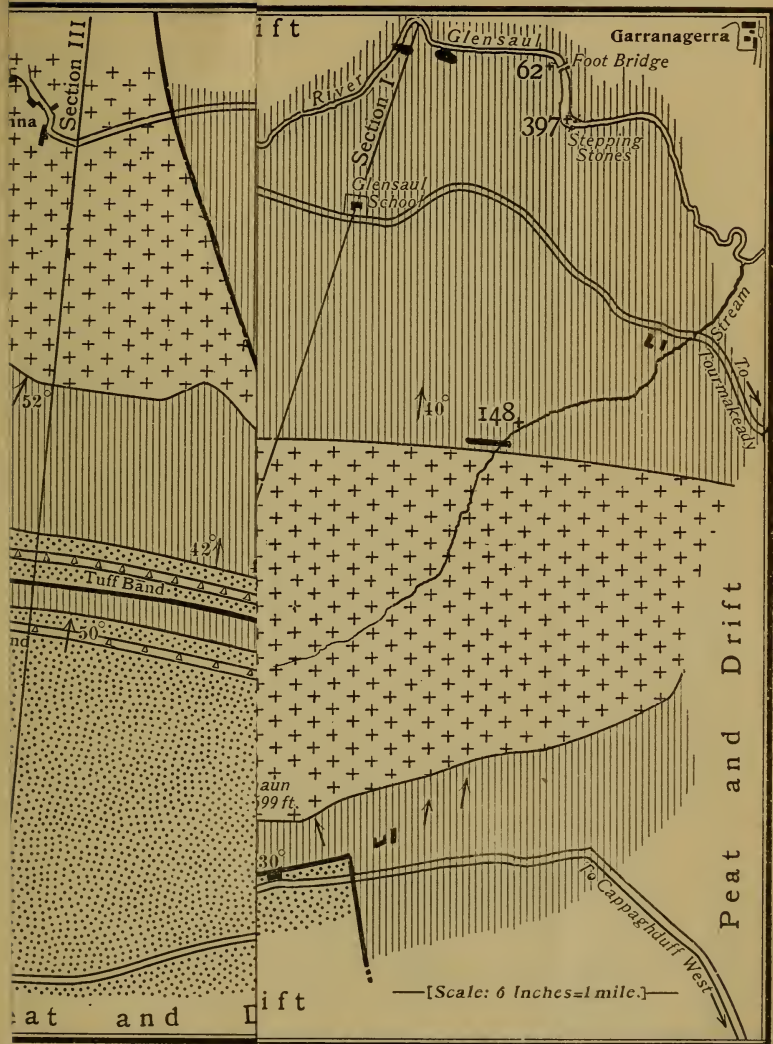 ift
Garranagerra
Glensaul
62
Foot Bridge
River
Section I
Section III
397
Stepping
Stones
Glensaul
School
Stream
To
Tourmakeady
52°
40°
148
42°
Tuff Band
50°
Peat and Drift
99 ft.
30°
To Cappaghduff West
[Scale: 6 Inches=1 mile.]
ift
eat and D